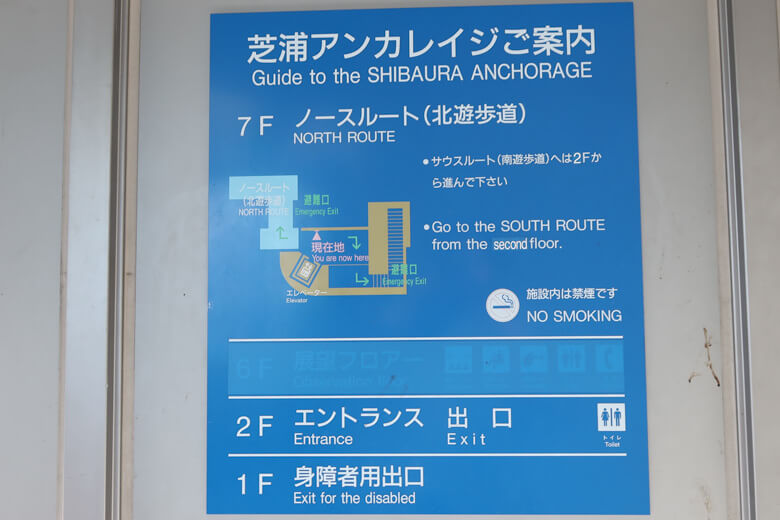 芝浦アンカレイジご案内
Guide to the SHIBAURA ANCHORAGE
7F ノースルート(北遊歩道)
NORTH ROUTE
●サウスルート(南遊歩道)へは2Fか
ら進んで下さい
●Go to the SOUTH ROUTE
from the second floor.
ノースルート
(北遊歩道)
NORTH ROUTE
避難口
Emergency Exit
現在地
You are now here
避難口
Emergency Exit
エレベーター
Elevator
施設内は禁煙です
NO SMOKING
6F 展望フロアー
Observation
2F エントランス 出口
Entrance Exit
トイレ
Toilet
1F 身障者用出口
Exit for the disabled